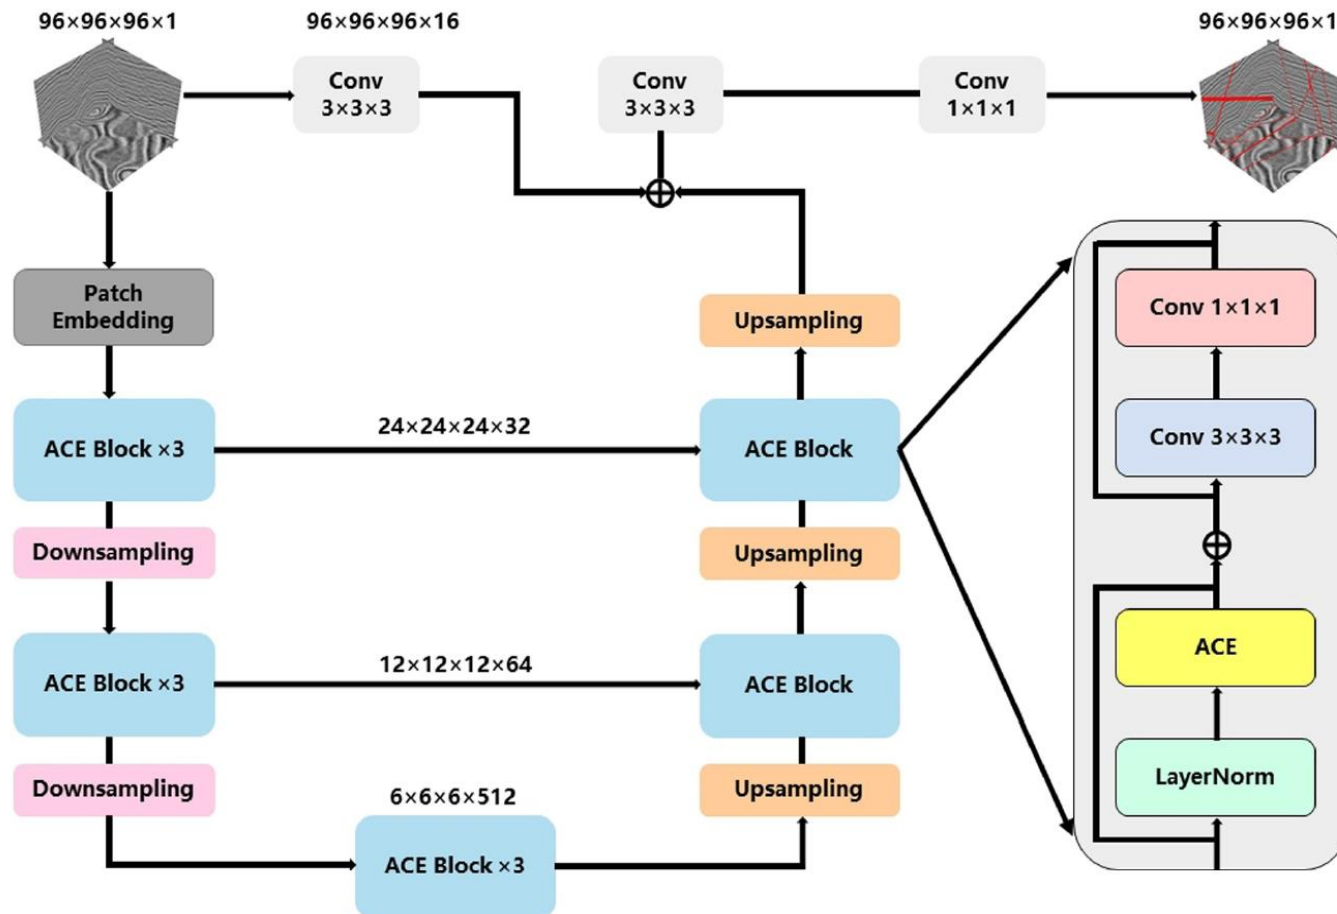 96×96×96×1
96×96×96×16
96×96×96×1
Conv
3×3×3
Conv
3×3×3
Conv
1×1×1
Patch
Embedding
Upsampling
Conv 1×1×1
ACE Block ×3
24×24×24×32
ACE Block
Conv 3×3×3
Downsampling
Upsampling
ACE Block ×3
12×12×12×64
ACE Block
ACE
Downsampling
6×6×6×512
Upsampling
LayerNorm
ACE Block ×3